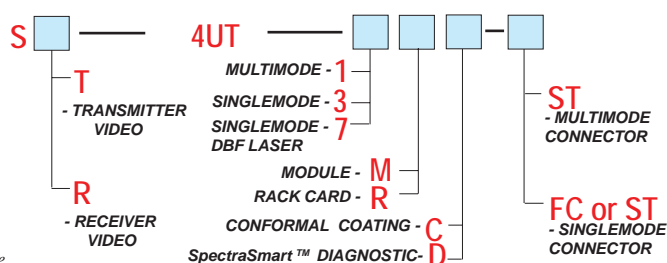 S 4UT
MULTIMODE - 1
T
ST
SINGLEMODE - 3
- TRANSMITTER
VIDEO
- MULTIMODE
CONNECTOR
SINGLEMODE - 7
DBF LASER
MODULE - M
R
RACK CARD - R
FC or ST
- RECEIVER
VIDEO
CONFORMAL COATING - C
- SINGLEMODE
CONNECTOR
SpectraSmart ™ DIAGNOSTIC- D